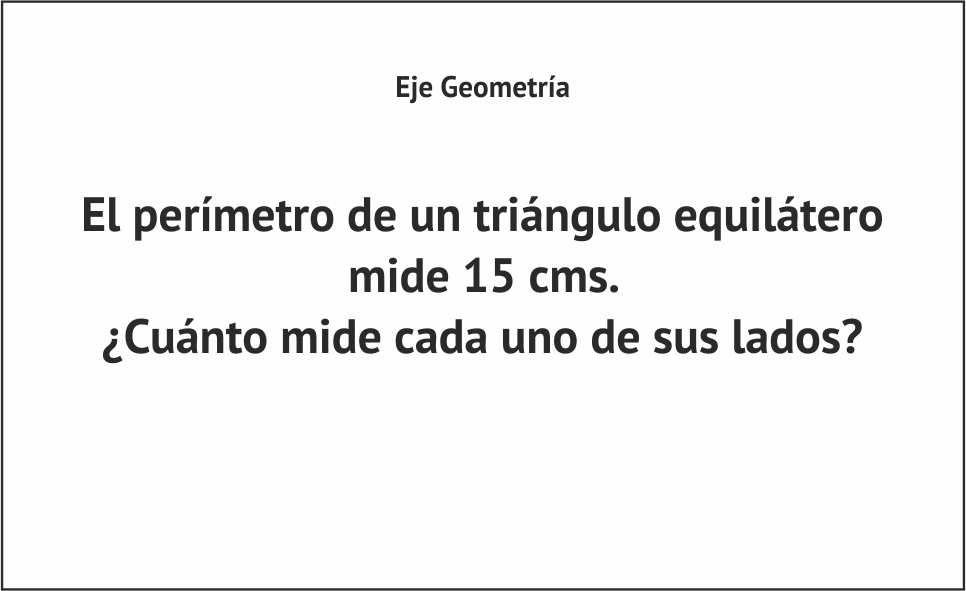 Eje Geometría
El perímetro de un triángulo equilátero
mide 15 cms.
¿Cuánto mide cada uno de sus lados?